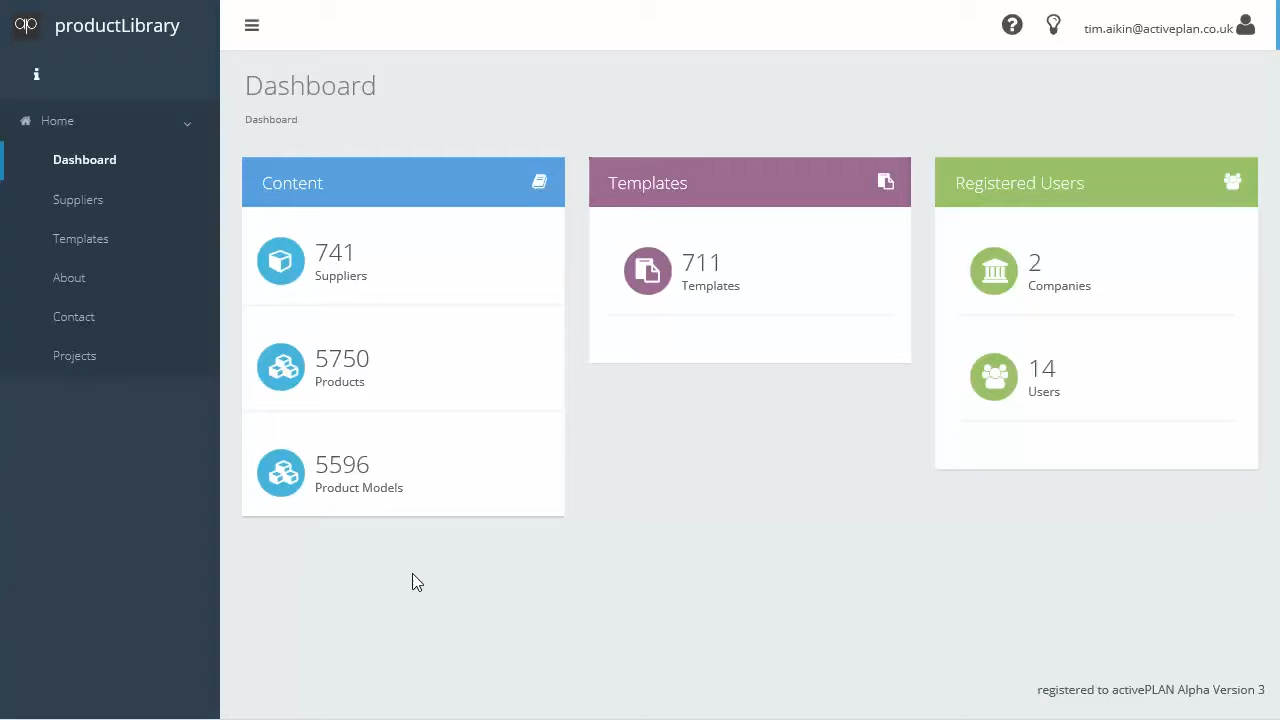 productLibrary
tim.aikin@activeplan.co.uk
Home
Dashboard
Suppliers
Templates
About
Contact
Projects
Dashboard
Dashboard
Content
741
Suppliers
5750
Products
5596
Product Models
Templates
711
Templates
Registered Users
2
Companies
14
Users
registered to activePLAN Alpha Version 3